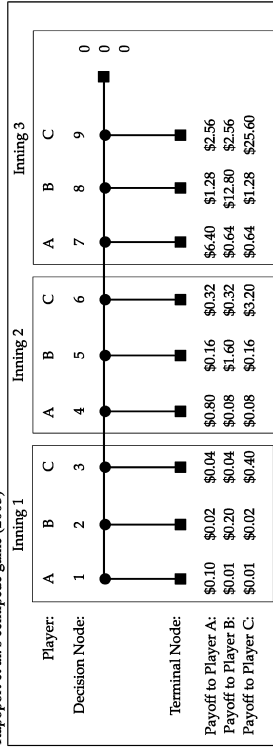 Inning 1 Inning 2 Inning 3
Player: A B C A B C A B C
Decision Node: 1 2 3 4 5 6 7 8 9
0
0
0
Terminal Node:
Payoff to Player A: $0.10 $0.02 $0.04 $0.80 $0.16 $0.32 $6.40 $1.28 $2.56
Payoff to Player B: $0.01 $0.20 $0.04 $0.08 $1.60 $0.32 $0.64 $12.80 $2.56
Payoff to Player C: $0.01 $0.02 $0.40 $0.08 $0.16 $3.20 $0.64 $1.28 $25.60